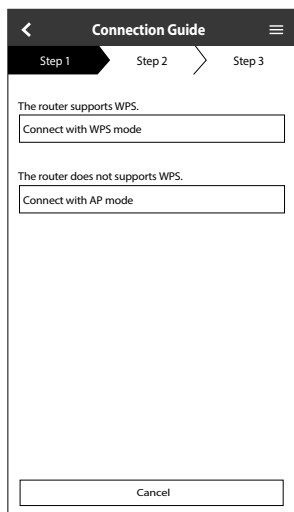 Connection Guide
Step 1 Step 2 Step 3
The router supports WPS.
Connect with WPS mode
The router does not supports WPS.
Connect with AP mode
Cancel